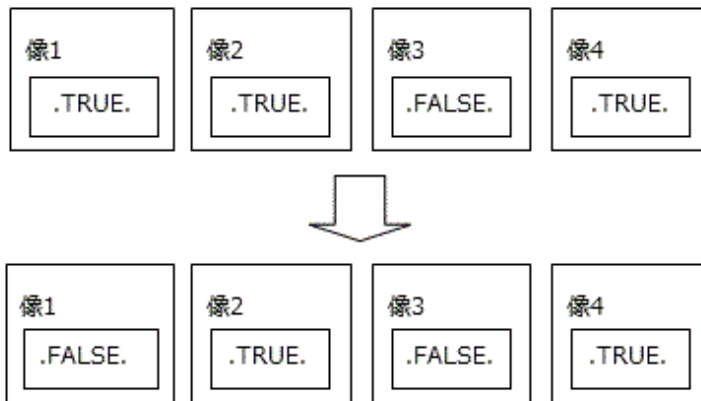 像1 像2 像3 像4
.TRUE. .TRUE. .FALSE. .TRUE.
像1 像2 像3 像4
.FALSE. .TRUE. .FALSE. .TRUE.